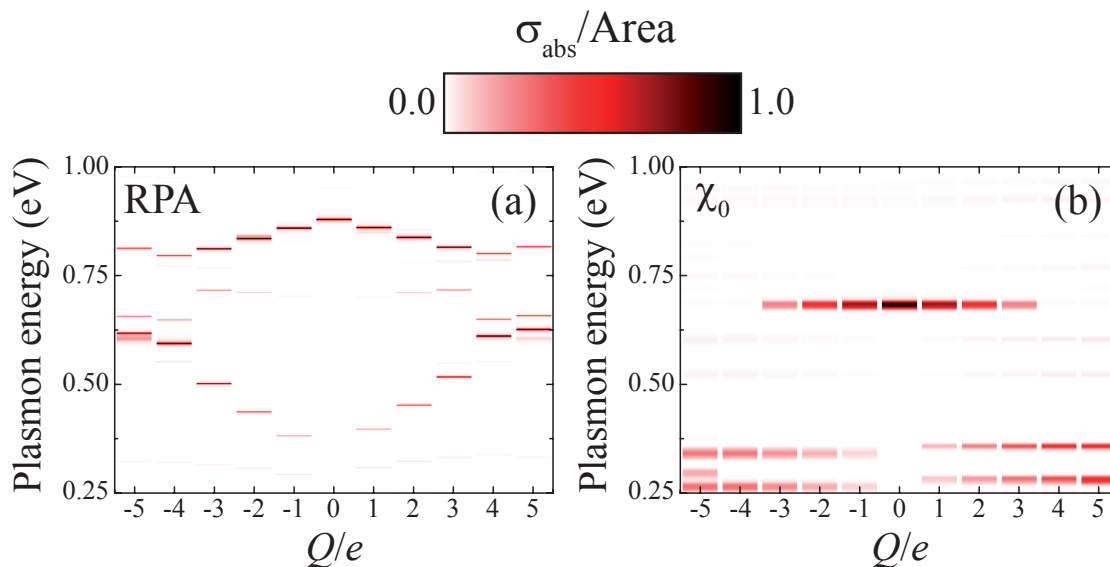 σabs/Area
0.0 1.0
Plasmon energy (eV)
1.00
0.75
0.50
0.25
RPA (a)
-5 -4 -3 -2 -1 0 1 2 3 4 5
Q/e
Plasmon energy (eV)
1.00
0.75
0.50
0.25
χ0 (b)
-5 -4 -3 -2 -1 0 1 2 3 4 5
Q/e